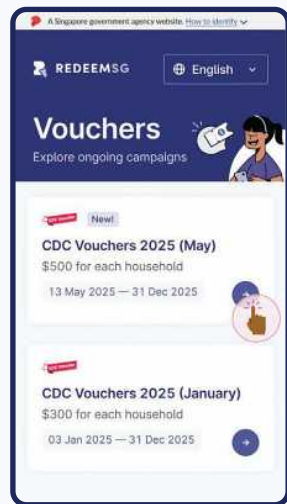 A Singapore government agency website. How to identify
REDEEMSG
English
Vouchers
Explore ongoing campaigns
New!
CDC Vouchers 2025 (May)
$500 for each household
13 May 2025 — 31 Dec 2025
CDC Vouchers 2025 (January)
$300 for each household
03 Jan 2025 — 31 Dec 2025